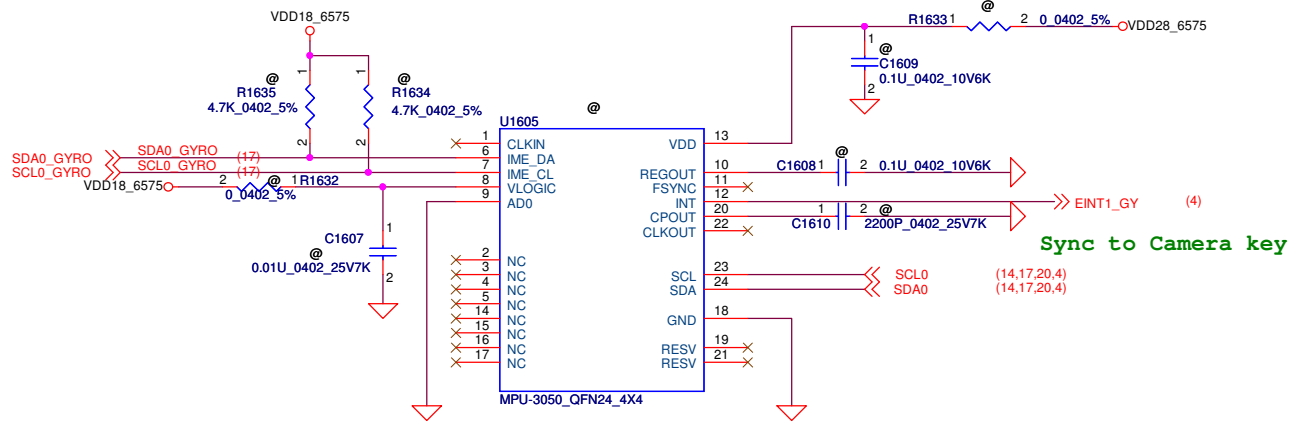 VDD18_6575
@
R1635
4.7K_0402_5%
1
2
@
R1634
4.7K_0402_5%
1
2
@
R1633 1
2 0_0402_5%
VDD28_6575
1
@
C1609
0.1U_0402_10V6K
2
@
U1605
SDA0_GYRO SDA0_GYRO (17)
SCL0_GYRO SCL0_GYRO (17)
VDD18_6575 2 @ 1 R1632
0_0402_5%
1 CLKIN
6 IME_DA
7 IME_CL
8 VLOGIC
9 AD0
2 NC
3 NC
4 NC
5 NC
14 NC
15 NC
16 NC
17 NC
C1607 1
@
0.01U_0402_25V7K
2
VDD 13
REGOUT 10
FSYNC 11
INT 12
CPOUT 20
CLKOUT 22
SCL 23
SDA 24
GND 18
RESV 19
RESV 21
C1608 1 @ 2 0.1U_0402_10V6K
EINT1_GY (4)
1 2 @
C1610 2200P_0402_25V7K
Sync to Camera key
SCL0 (14,17,20,4)
SDA0 (14,17,20,4)
MPU-3050_QFN24_4X4